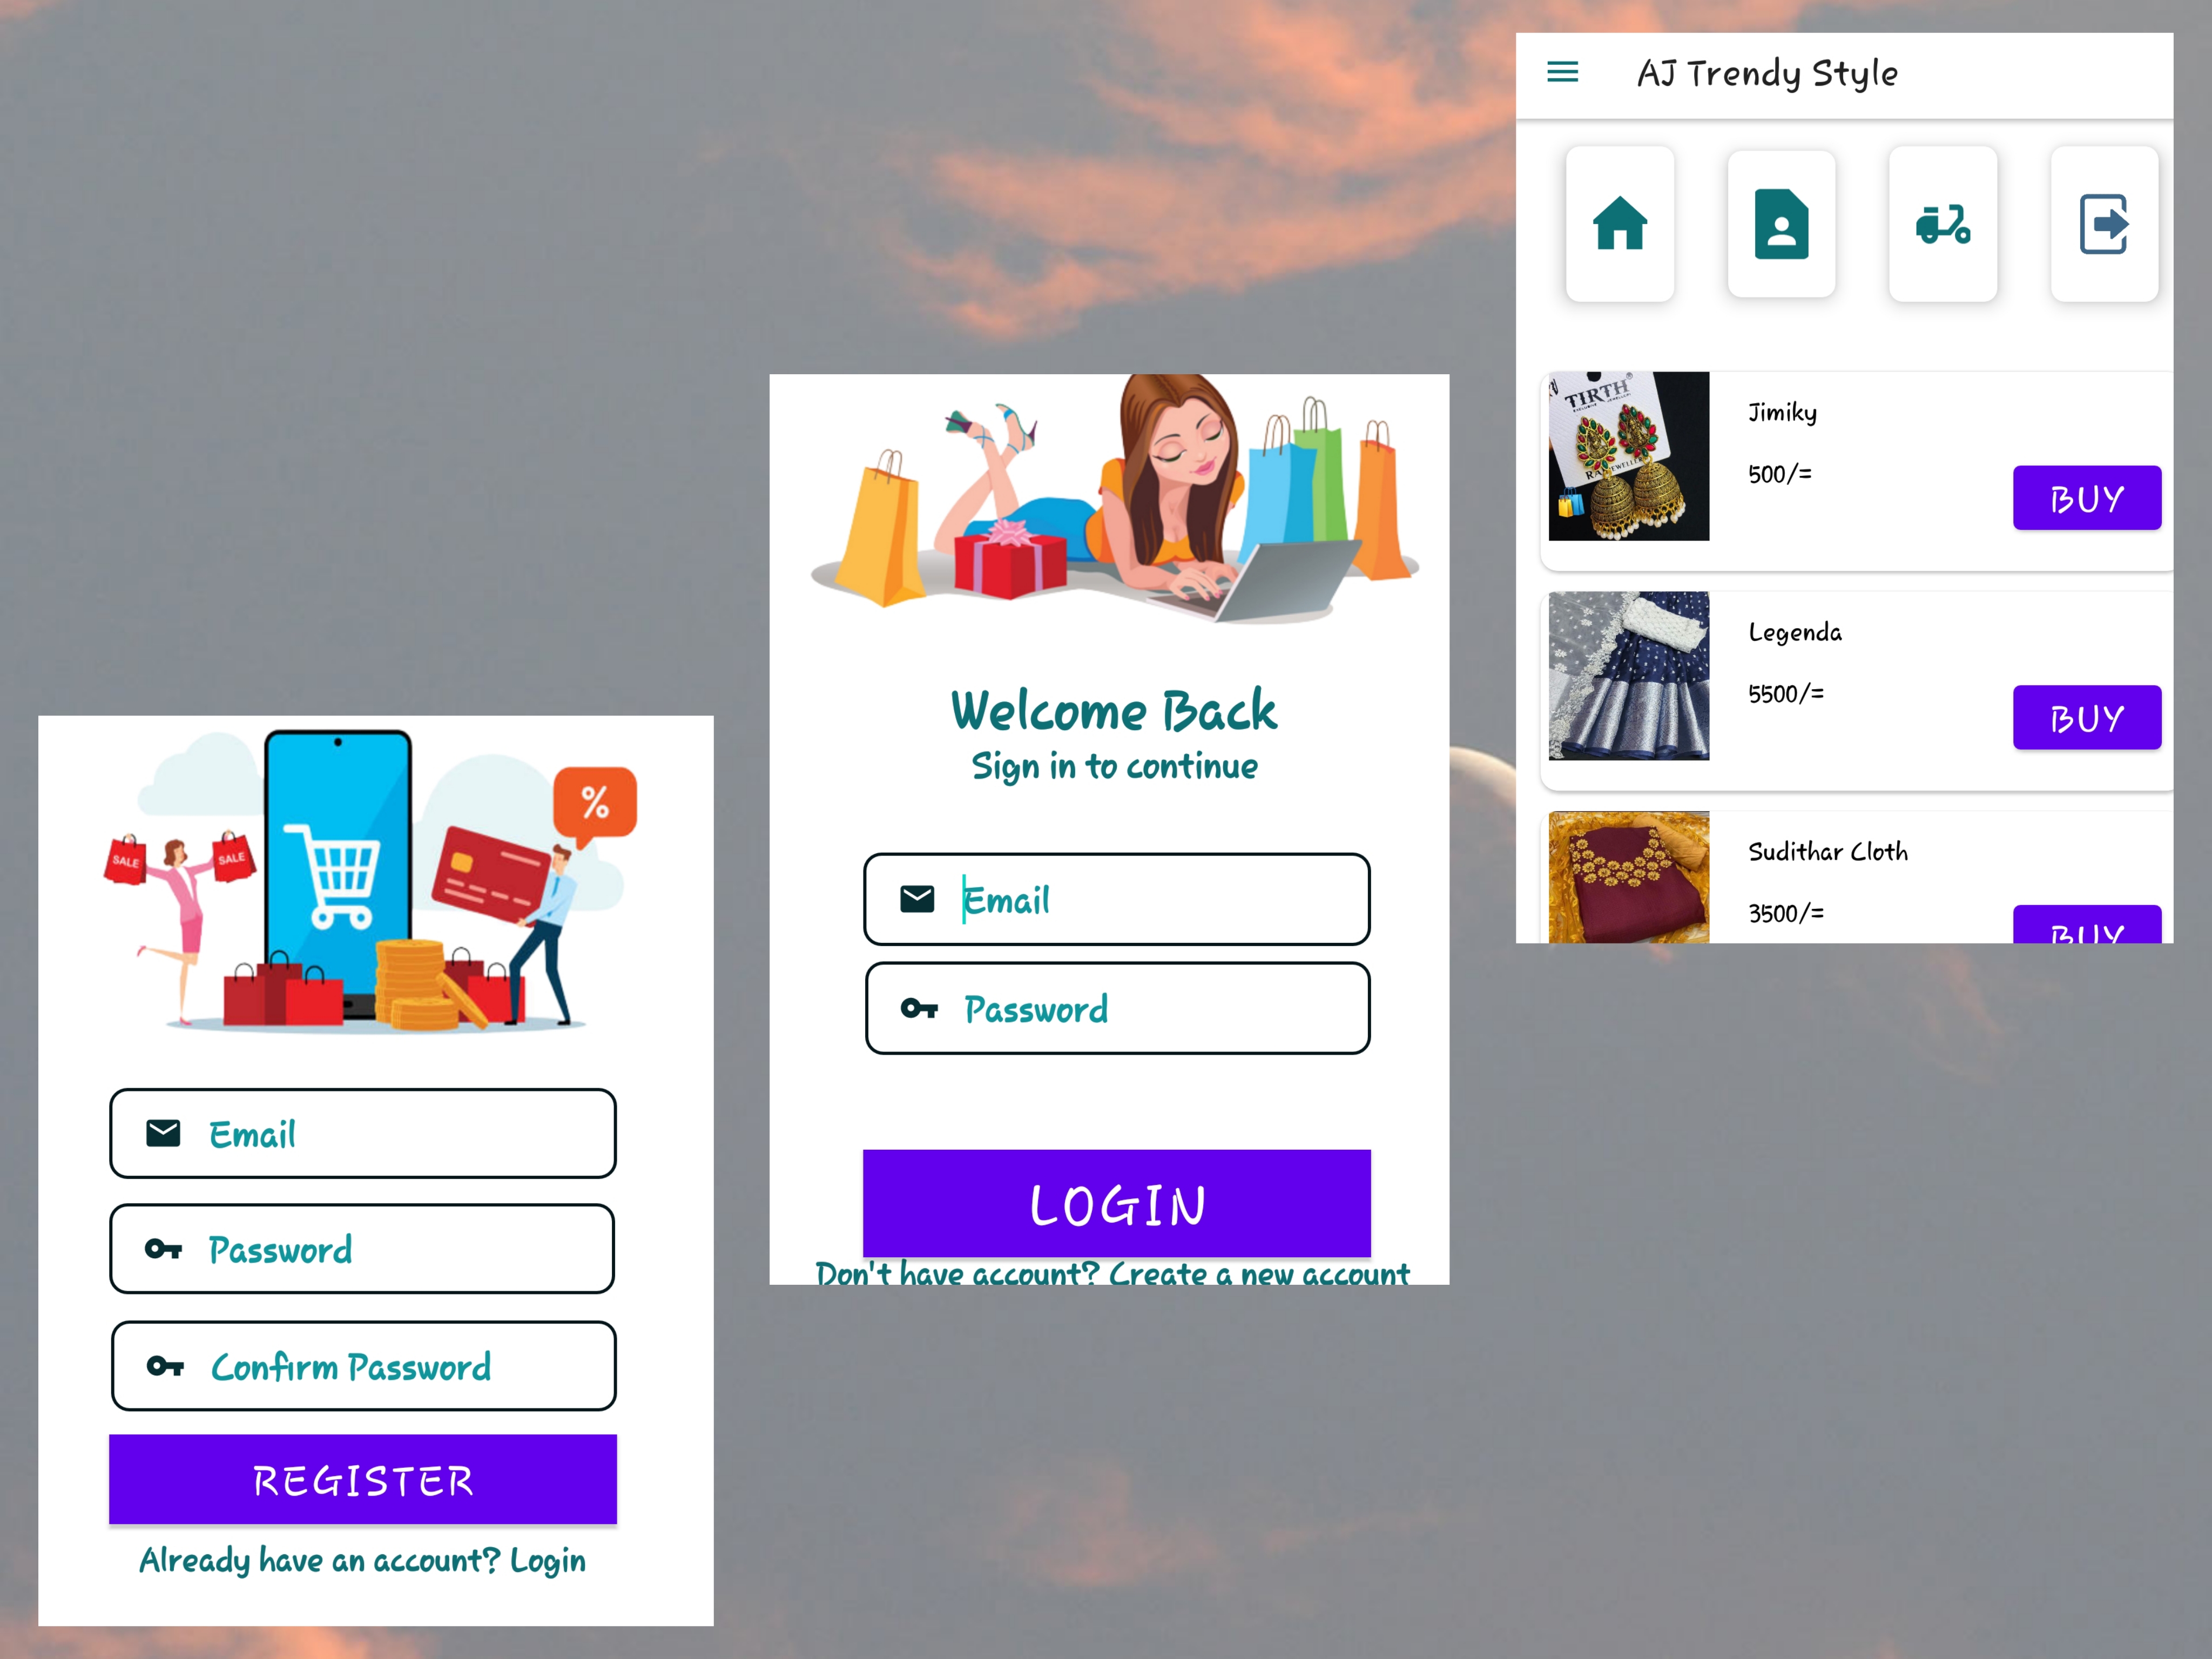 SALE
SALE
%
Email
Password
Confirm Password
REGISTER
Already have an account? Login
Welcome Back
Sign in to continue
Email
Password
LOGIN
Don't have account? Create a new account
AJ Trendy Style
TIRTH®
Jimiky
500/=
BUY
Legenda
5500/=
BUY
Sudithar Cloth
3500/=
BUY